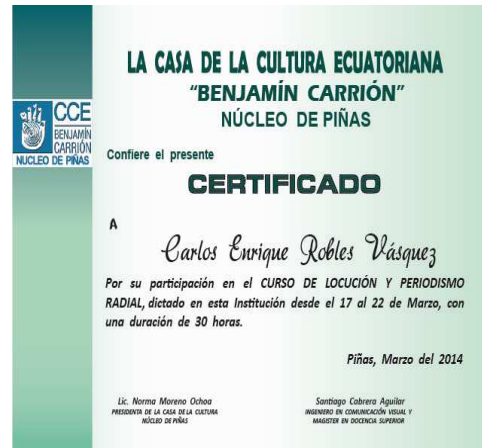 LA CASA DE LA CULTURA ECUATORIANA
“BENJAMÍN CARRIÓN”
NÚCLEO DE PIÑAS
CCE
BENJAMÍN
CARRIÓN
NUCLEO DE PIÑAS
Confiere el presente
CERTIFICADO
A
Carlos Enrique Robles Vásquez
Por su participación en el CURSO DE LOCUCIÓN Y PERIODISMO
RADIAL, dictado en esta Institución desde el 17 al 22 de Marzo, con
una duración de 30 horas.
Piñas, Marzo del 2014
Lic. Norma Moreno Ochoa
PRESIDENTA DE LA CASA DE LA CULTURA
NÚCLEO DE PIÑAS
Santiago Cabrera Aguilar
INGENIERO EN COMUNICACIÓN VISUAL Y
MAGISTER EN DOCENCIA SUPERIOR